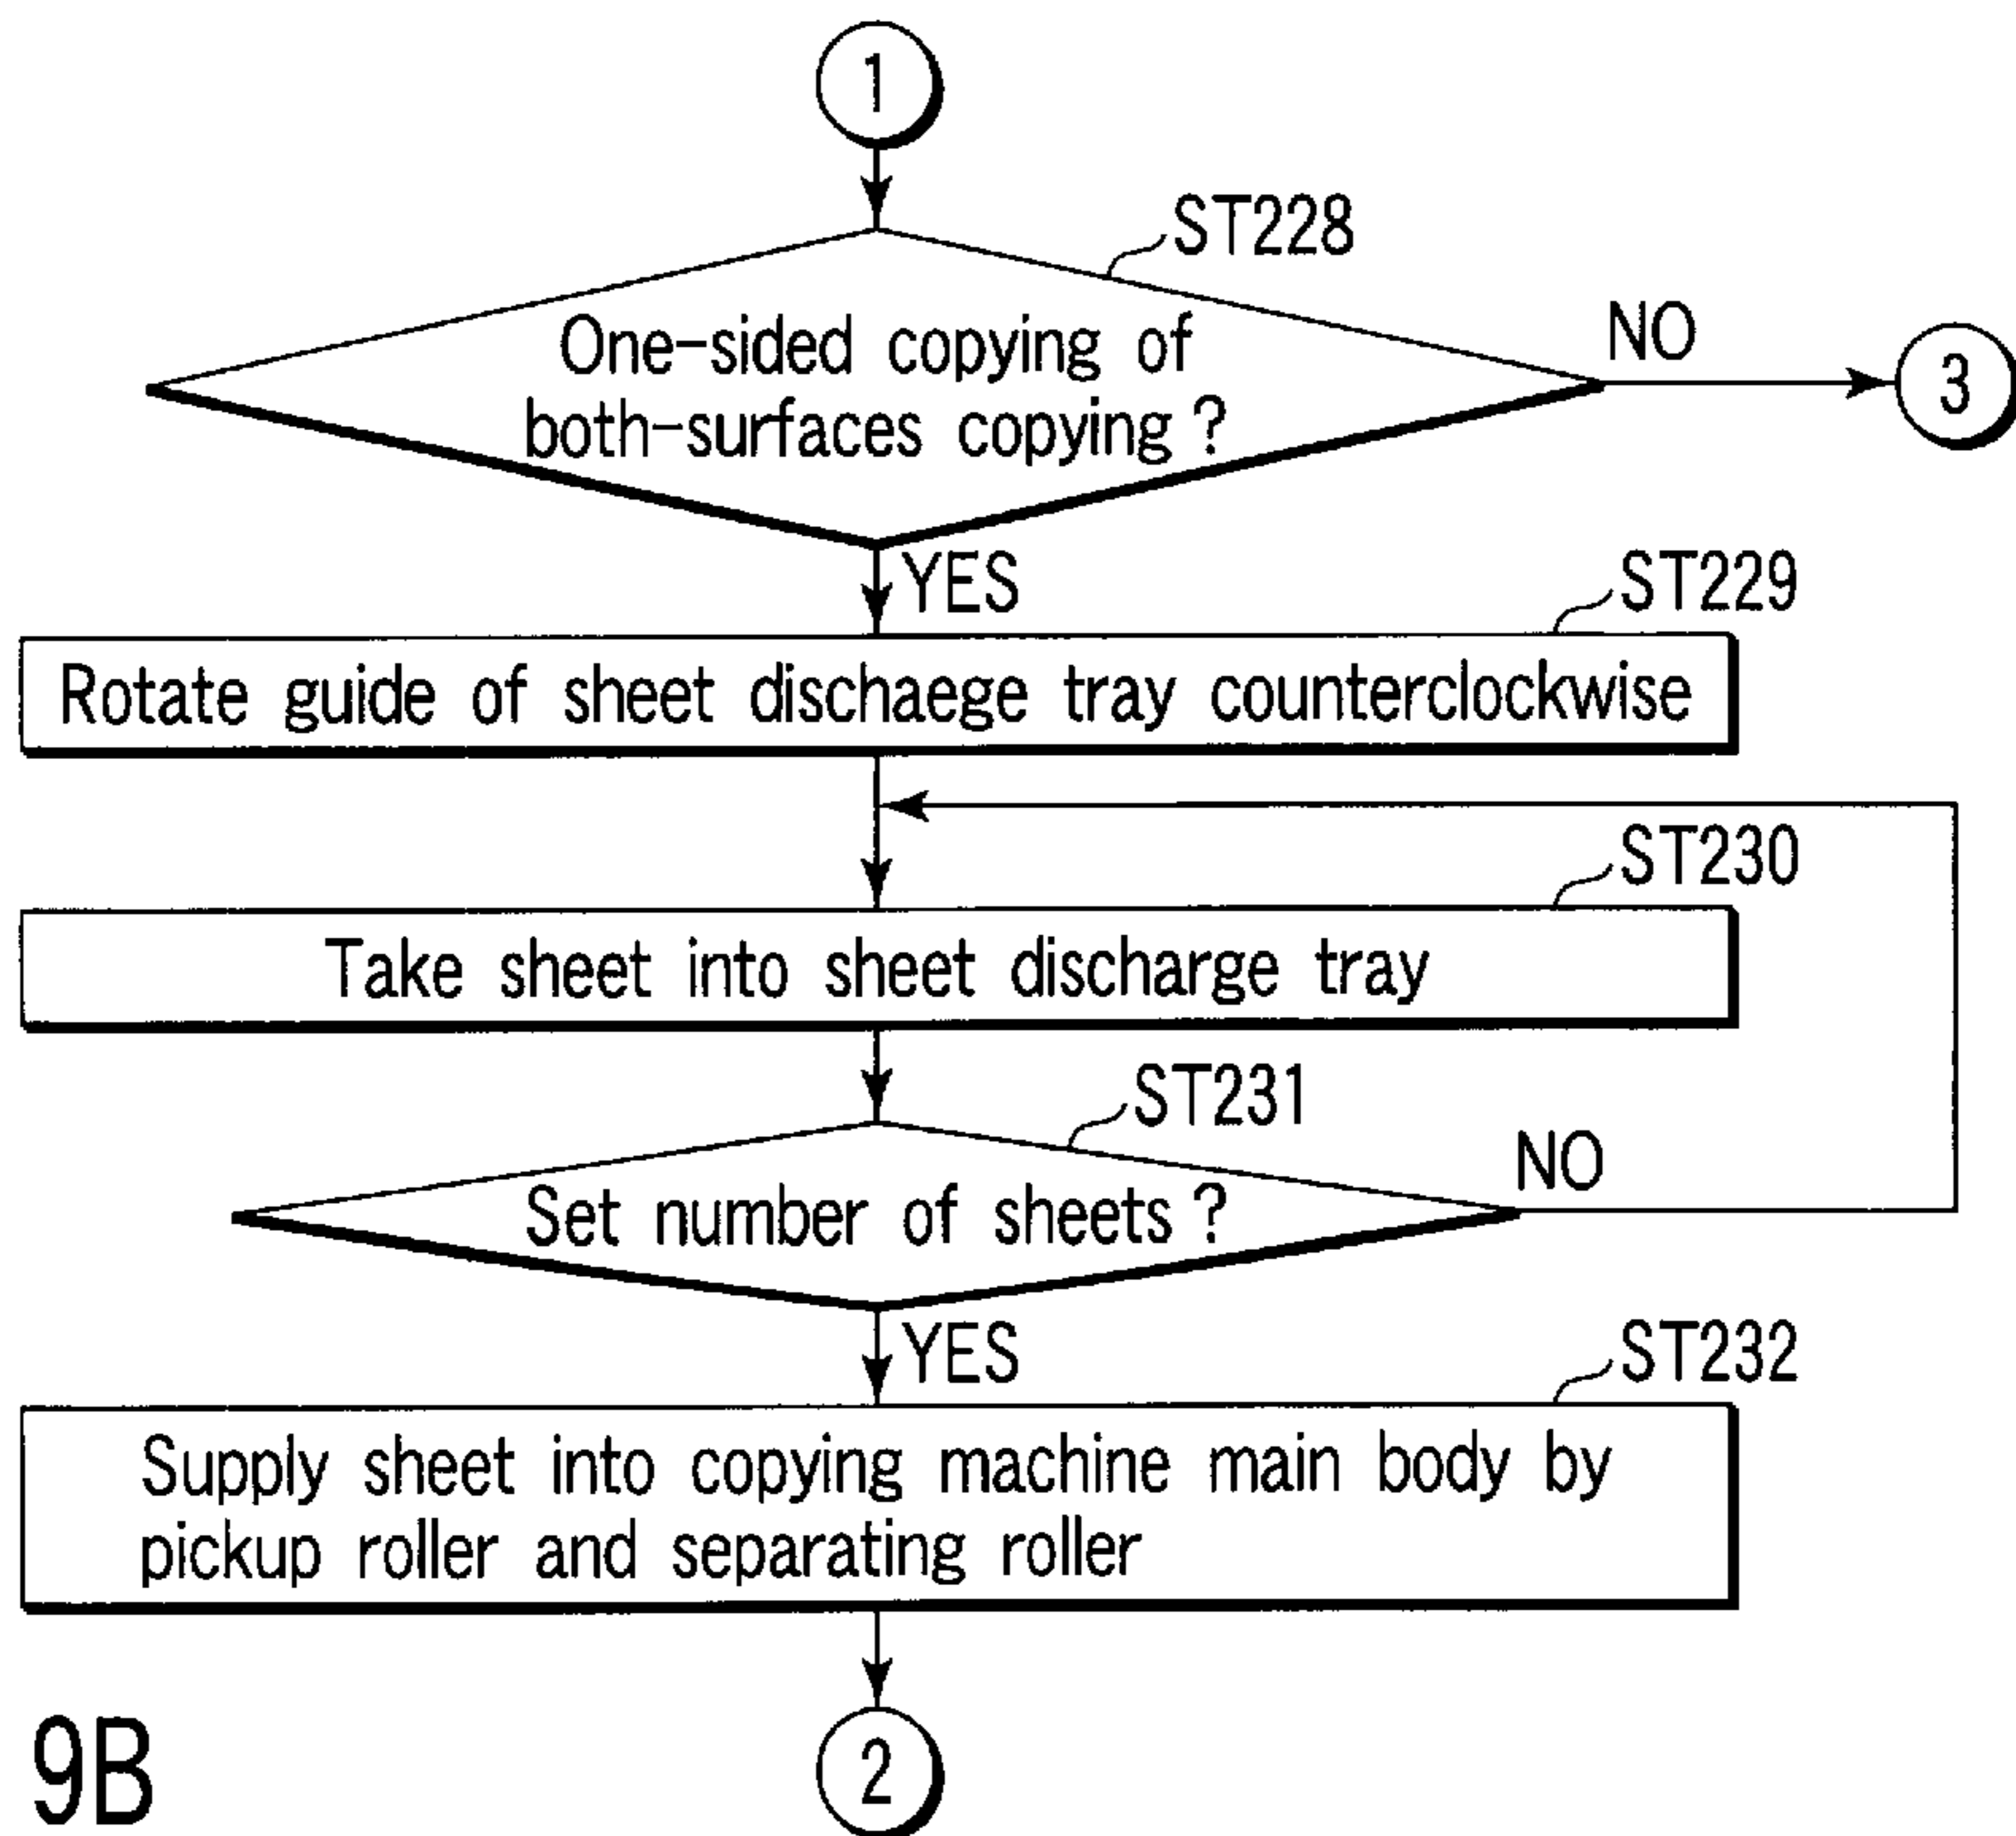 1
ST228
One-sided copying of
both-surfaces copying ?
NO
3
YES
ST229
Rotate guide of sheet dischaege tray counterclockwise
ST230
Take sheet into sheet discharge tray
ST231
Set number of sheets ?
NO
YES
ST232
Supply sheet into copying machine main body by
pickup roller and separating roller
2
9B